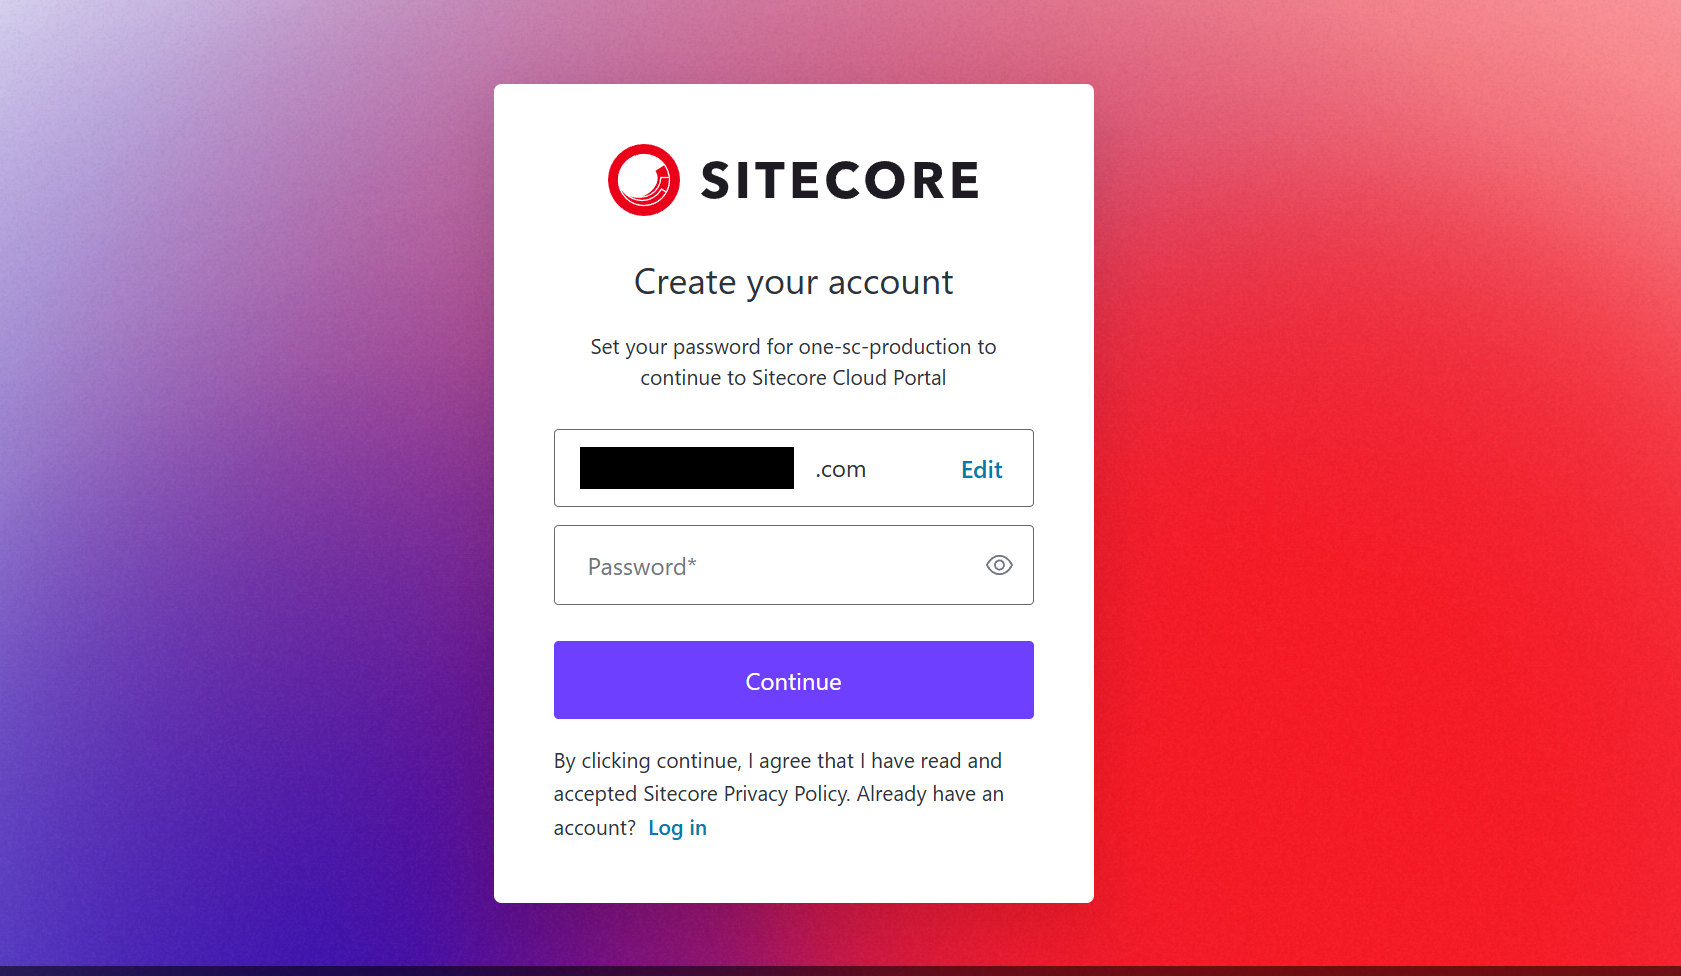 SITECORE
Create your account
Set your password for one-sc-production to
continue to Sitecore Cloud Portal
.com
Edit
Password*
Continue
By clicking continue, I agree that I have read and
accepted Sitecore Privacy Policy. Already have an
account? Log in